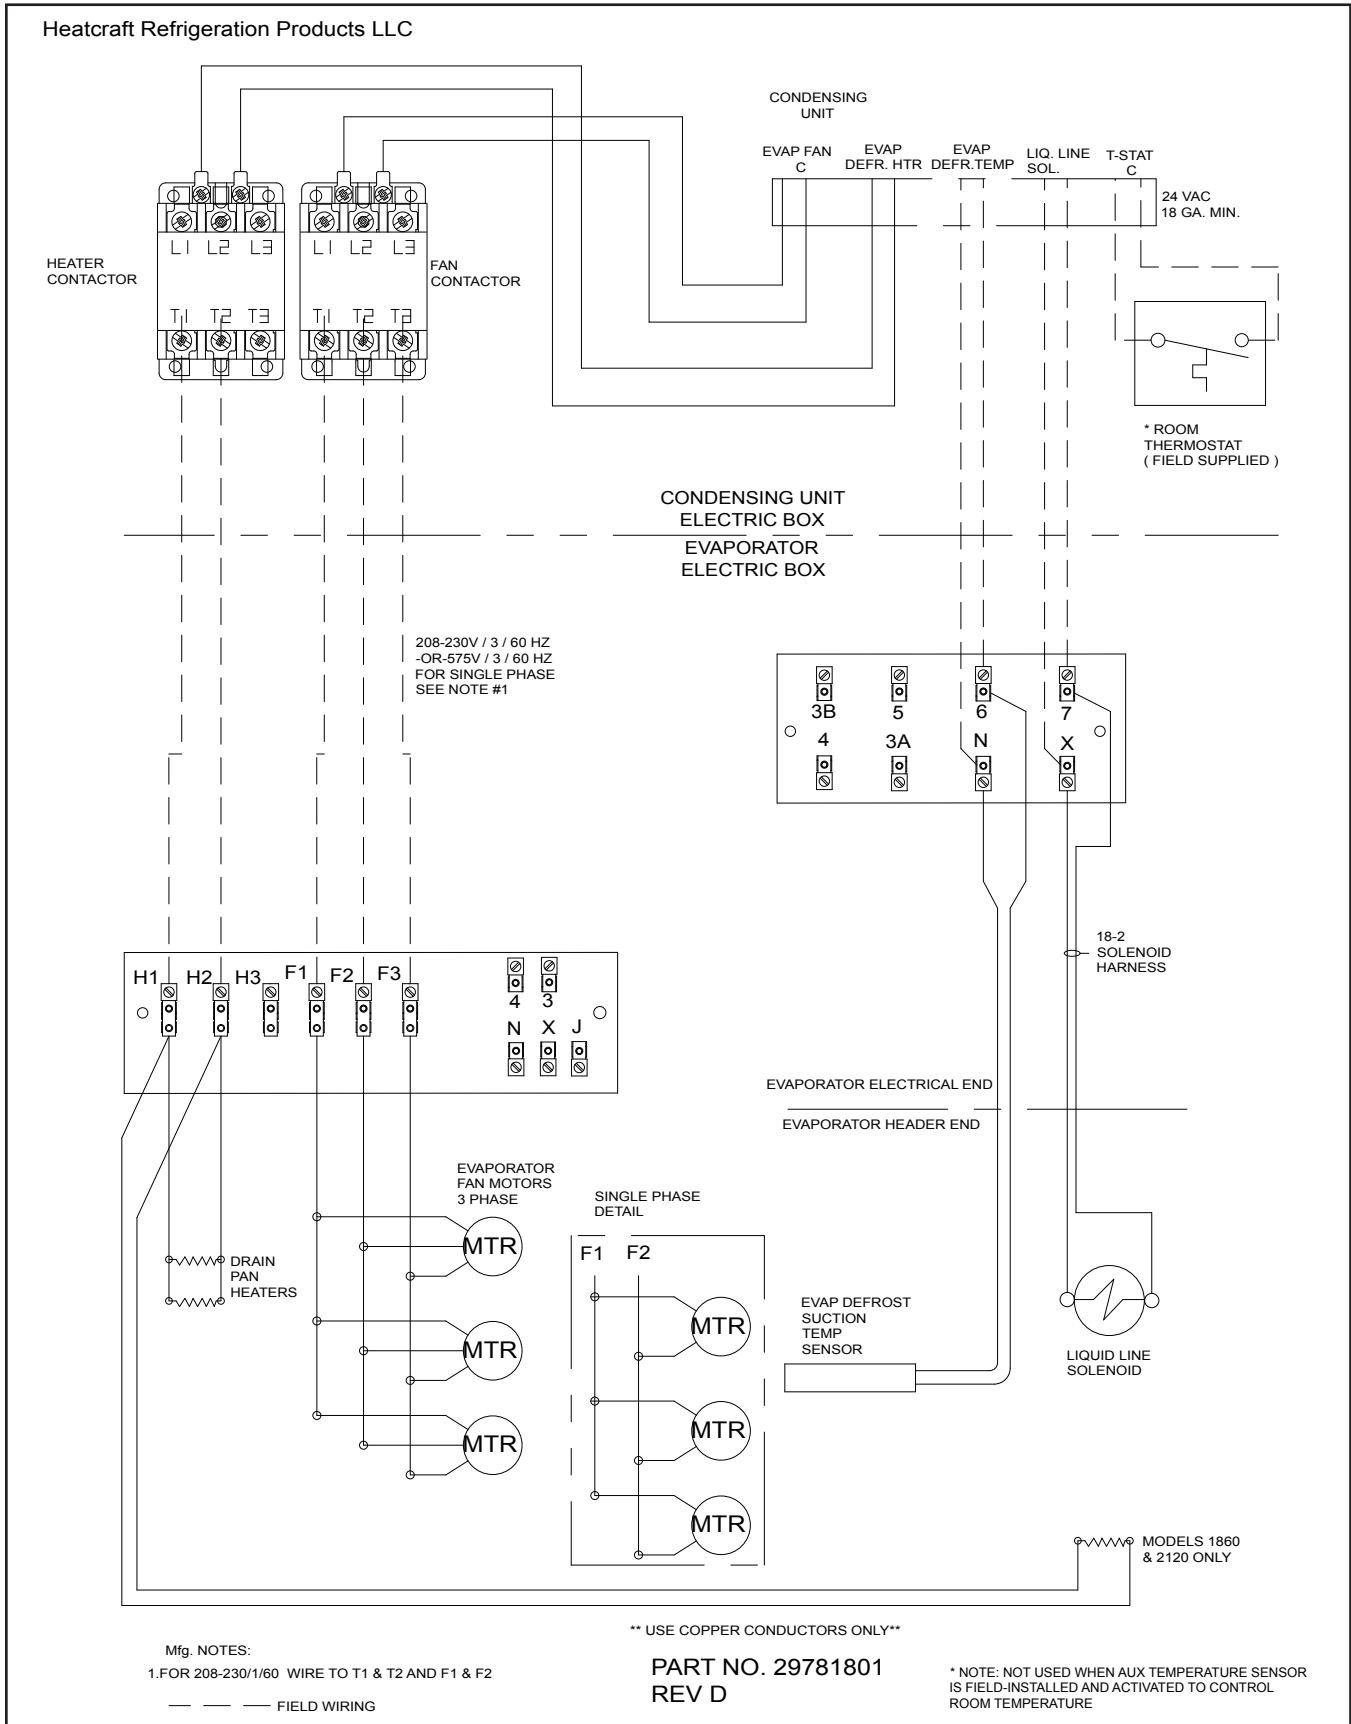 Heatcraft Refrigeration Products LLC
CONDENSING
UNIT
EVAP FAN
C
EVAP
DEFR. HTR
EVAP
DEFR.TEMP
LIQ. LINE
SOL.
T-STAT
C
24 VAC
18 GA. MIN.
L1 L2 L3
L1 L2 L3
HEATER
CONTACTOR
FAN
CONTACTOR
T1 T2 T3
T1 T2 T3
* ROOM
THERMOSTAT
( FIELD SUPPLIED )
CONDENSING UNIT
ELECTRIC BOX
EVAPORATOR
ELECTRIC BOX
208-230V / 3 / 60 HZ
-OR-575V / 3 / 60 HZ
FOR SINGLE PHASE
SEE NOTE #1
3B 5 6 7
4 3A N X
18-2
SOLENOID
HARNESS
H1 H2 H3 F1 F2 F3
4 3
N X J
EVAPORATOR ELECTRICAL END
EVAPORATOR HEADER END
EVAPORATOR
FAN MOTORS
3 PHASE
MTR
MTR
MTR
DRAIN
PAN
HEATERS
SINGLE PHASE
DETAIL
F1 F2
MTR
MTR
MTR
EVAP DEFROST
SUCTION
TEMP
SENSOR
LIQUID LINE
SOLENOID
MODELS 1860
& 2120 ONLY
** USE COPPER CONDUCTORS ONLY**
Mfg. NOTES:
1.FOR 208-230/1/60 WIRE TO T1 & T2 AND F1 & F2
FIELD WIRING
PART NO. 29781801
REV D
* NOTE: NOT USED WHEN AUX TEMPERATURE SENSOR
IS FIELD-INSTALLED AND ACTIVATED TO CONTROL
ROOM TEMPERATURE